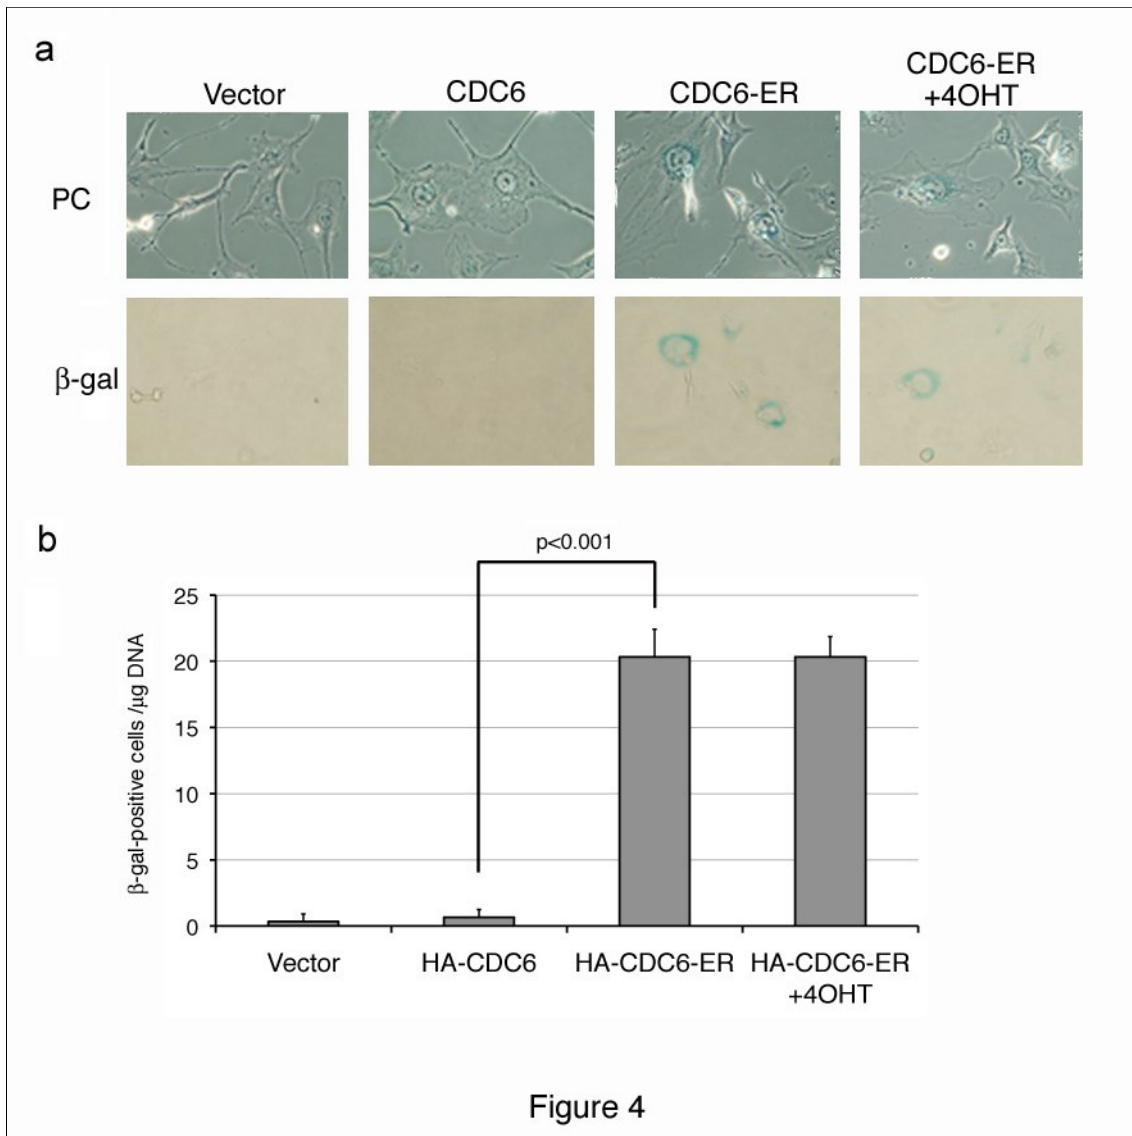 a
Vector
CDC6
CDC6-ER
CDC6-ER
+4OHT
PC
β-gal
b
p<0.001
β-gal-positive cells /μg DNA
25
20
15
10
5
0
Vector
HA-CDC6
HA-CDC6-ER
HA-CDC6-ER
+4OHT
Figure 4